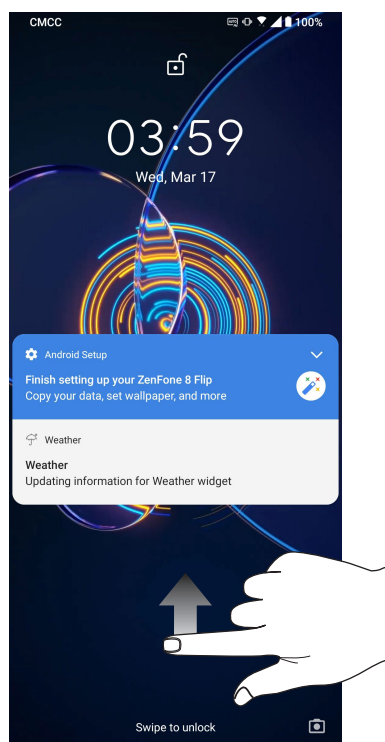 CMCC
100%
03:59
Wed, Mar 17
Android Setup
Finish setting up your ZenFone 8 Flip
Copy your data, set wallpaper, and more
Weather
Weather
Updating information for Weather widget
Swipe to unlock